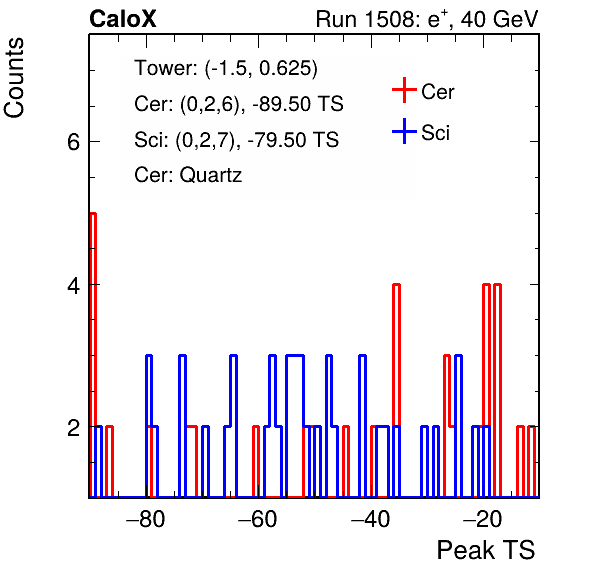 CaloX Run 1508: e+, 40 GeV
Counts
Tower: (-1.5, 0.625)
Cer: (0,2,6), -89.50 TS
Sci: (0,2,7), -79.50 TS
Cer: Quartz
Cer
Sci
6
4
2
−80 −60 −40 −20
Peak TS